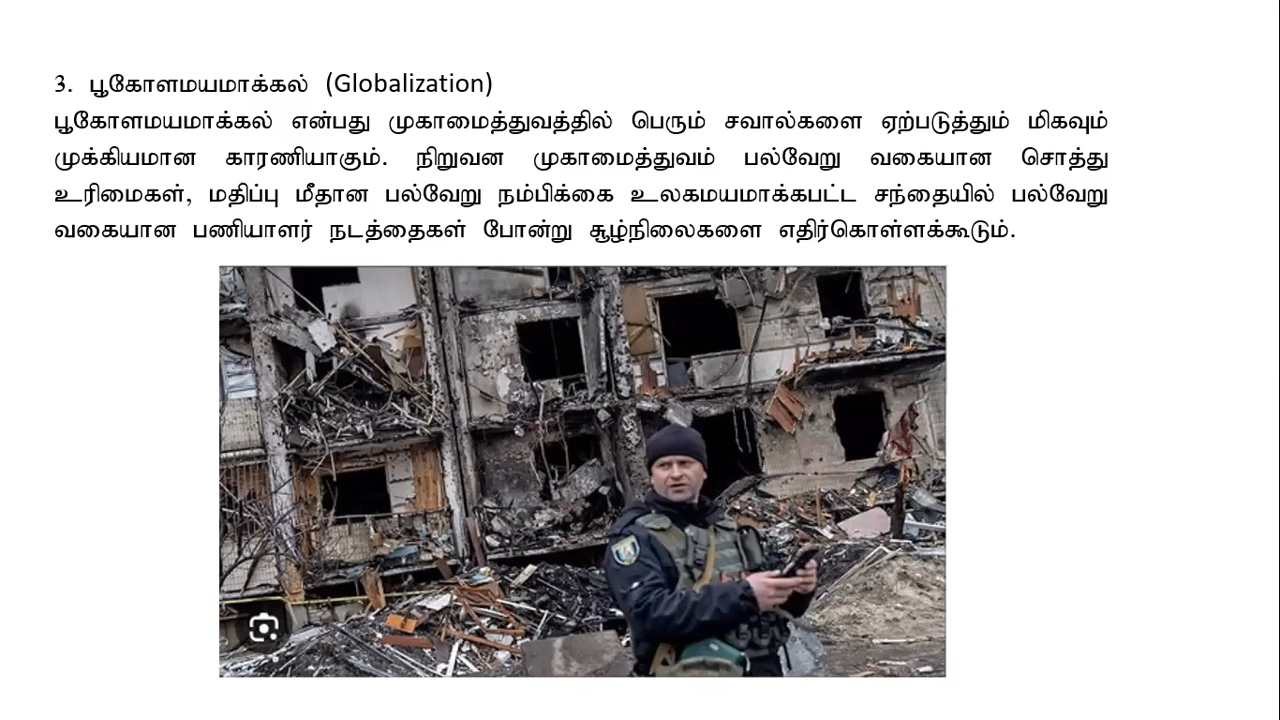 3. பூகோளமயமாக்கல் (Globalization)
பூகோளமயமாக்கல் என்பது முகாமைத்துவத்தில் பெரும் சவால்களை ஏற்படுத்தும் மிகவும்
முக்கியமான காரணியாகும். நிறுவன முகாமைத்துவம் பல்வேறு வகையான சொத்து
உரிமைகள், மதிப்பு மீதான பல்வேறு நம்பிக்கை உலகமயமாக்கபட்ட சந்தையில் பல்வேறு
வகையான பணியாளர் நடத்தைகள் போன்று சூழ்நிலைகளை எதிர்கொள்ளக்கூடும்.